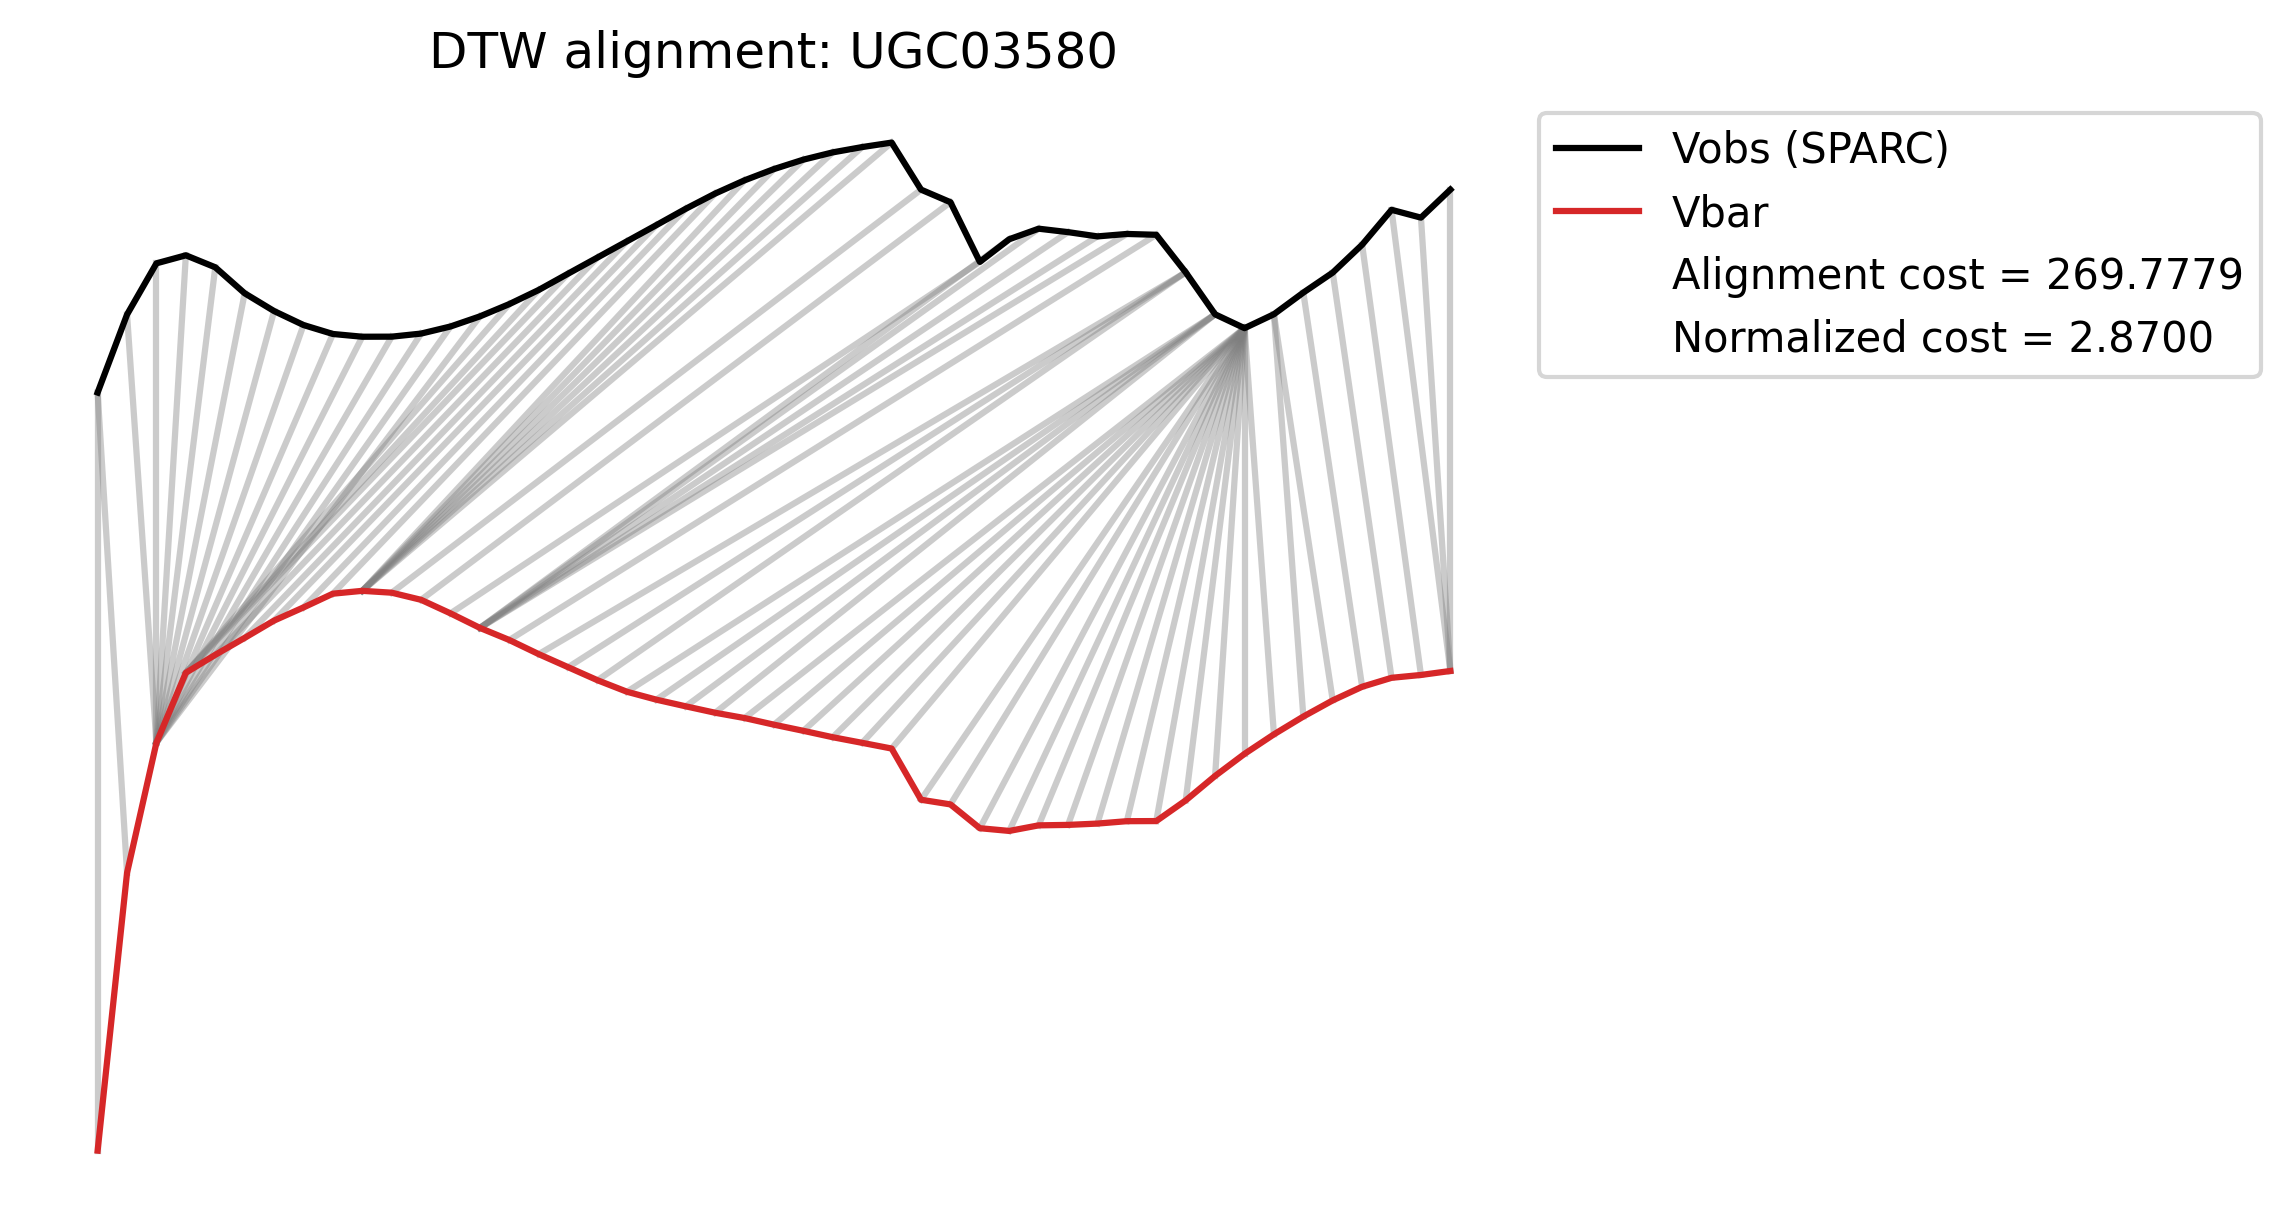 DTW alignment: UGC03580
Vobs (SPARC)
Vbar
Alignment cost = 269.7779
Normalized cost = 2.8700